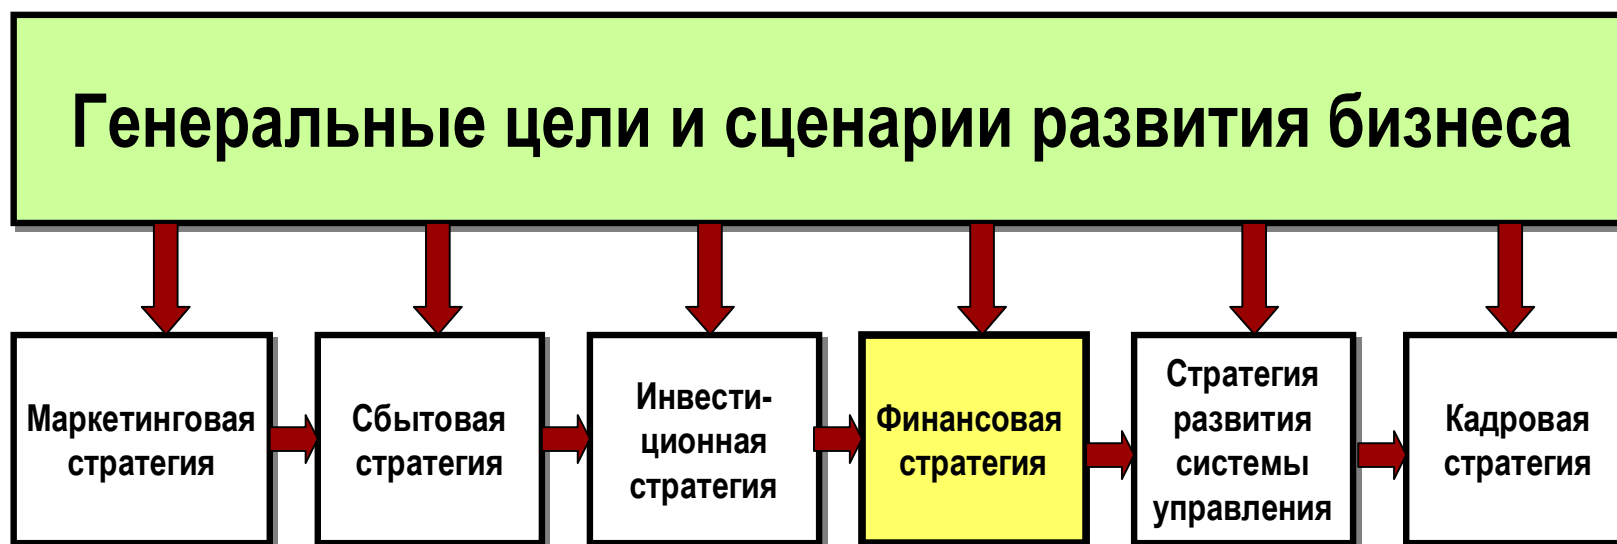 Генеральные цели и сценарии развития бизнеса
Маркетинговая
стратегия
Сбытовая
стратегия
Инвести-
ционная
стратегия
Финансовая
стратегия
Стратегия
развития
системы
управления
Кадровая
стратегия